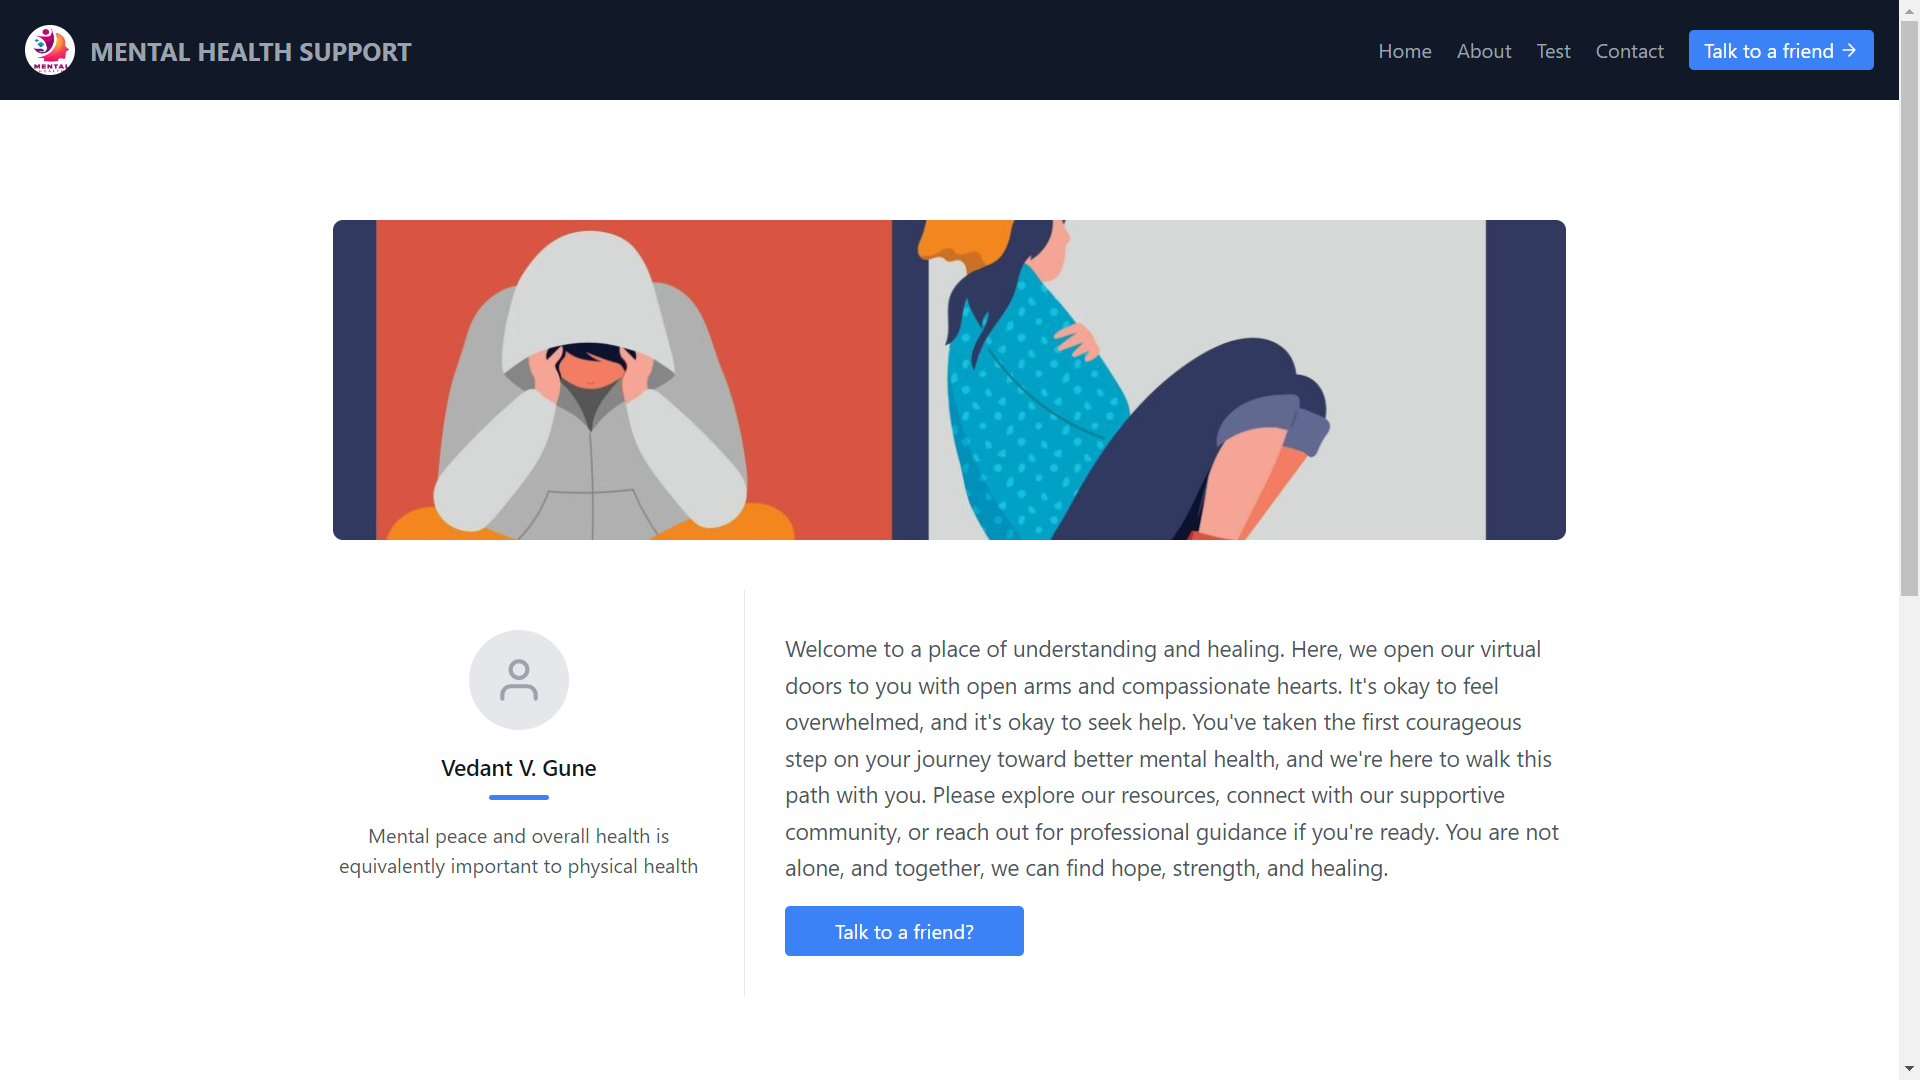 MENTAL
MENTAL HEALTH SUPPORT
Home
About
Test
Contact
Talk to a friend →
Vedant V. Gune
Mental peace and overall health is
equivalently important to physical health
Welcome to a place of understanding and healing. Here, we open our virtual
doors to you with open arms and compassionate hearts. It's okay to feel
overwhelmed, and it's okay to seek help. You've taken the first courageous
step on your journey toward better mental health, and we're here to walk this
path with you. Please explore our resources, connect with our supportive
community, or reach out for professional guidance if you're ready. You are not
alone, and together, we can find hope, strength, and healing.
Talk to a friend?